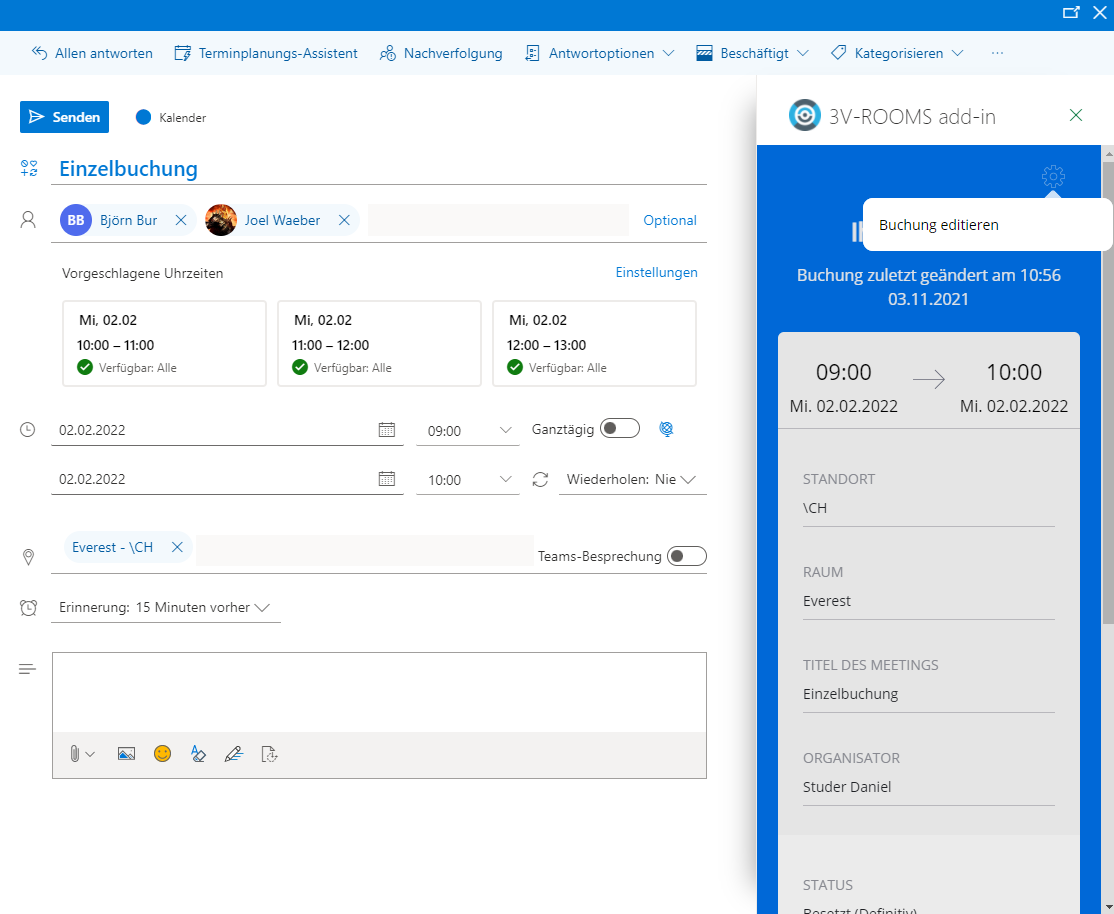 Allen antworten Terminplanungs-Assistent Nachverfolgung Antwortoptionen Beschäftigt Kategorisieren ...
Senden Kalender
Einzelbuchung
BB Björn Bur Joel Waeber Optional
Vorgeschlagene Uhrzeiten Einstellungen
Mi, 02.02
10:00 – 11:00
Verfügbar: Alle
Mi, 02.02
11:00 – 12:00
Verfügbar: Alle
Mi, 02.02
12:00 – 13:00
Verfügbar: Alle
02.02.2022 09:00 Ganztägig
02.02.2022 10:00 Wiederholen: Nie
Everest - \CH Teams-Besprechung
Erinnerung: 15 Minuten vorher
3V-ROOMS add-in
Buchung editieren
Buchung zuletzt geändert am 10:56
03.11.2021
09:00 10:00
Mi. 02.02.2022 Mi. 02.02.2022
STANDORT
\CH
RAUM
Everest
TITEL DES MEETINGS
Einzelbuchung
ORGANISATOR
Studer Daniel
STATUS
Besetzt (Definitiv)